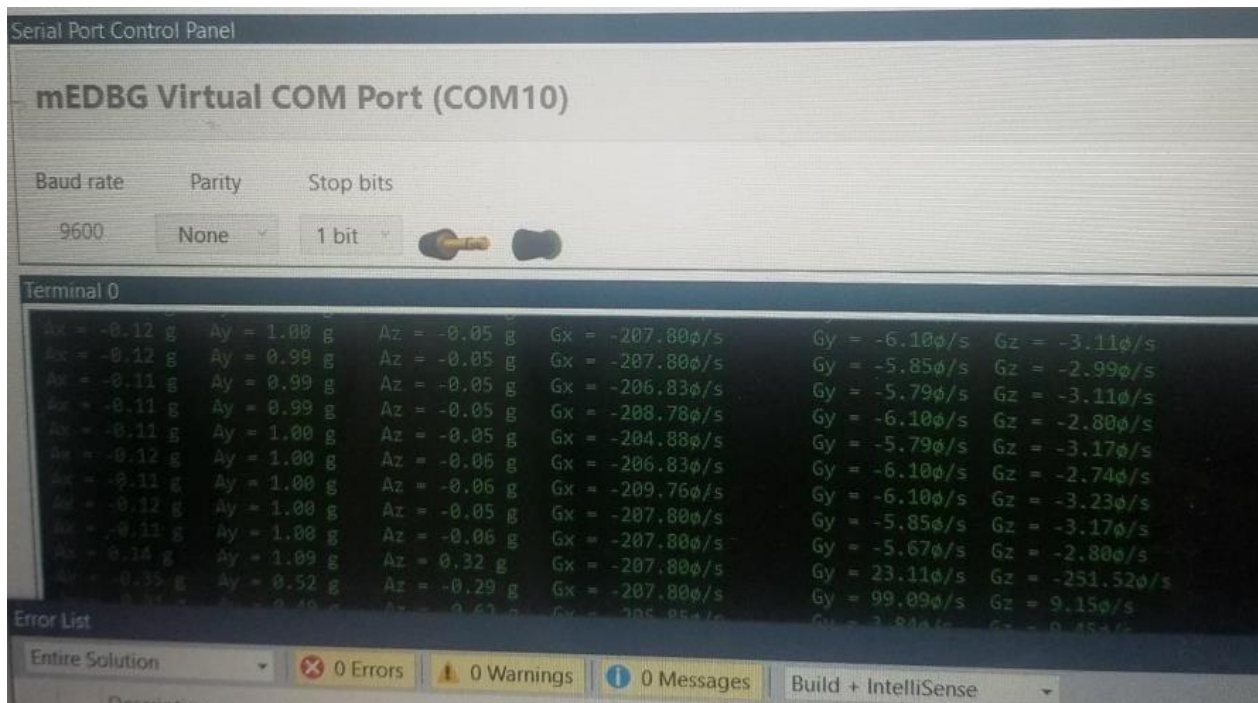 Serial Port Control Panel
mEDBG Virtual COM Port (COM10)
Baud rate Parity Stop bits
9600 None 1 bit
Terminal 0
Ax = -0.12 g Ay = 1.00 g Az = -0.05 g Gx = -207.80ø/s Gy = -6.10ø/s Gz = -3.11ø/s
Ax = -0.12 g Ay = 0.99 g Az = -0.05 g Gx = -207.80ø/s Gy = -5.85ø/s Gz = -2.99ø/s
Ax = -0.11 g Ay = 0.99 g Az = -0.05 g Gx = -206.83ø/s Gy = -5.79ø/s Gz = -3.11ø/s
Ax = -0.11 g Ay = 0.99 g Az = -0.05 g Gx = -208.78ø/s Gy = -6.10ø/s Gz = -2.80ø/s
Ax = -0.11 g Ay = 1.00 g Az = -0.05 g Gx = -204.88ø/s Gy = -5.79ø/s Gz = -3.17ø/s
Ax = -0.12 g Ay = 1.00 g Az = -0.06 g Gx = -206.83ø/s Gy = -6.10ø/s Gz = -2.74ø/s
Ax = -0.11 g Ay = 1.00 g Az = -0.06 g Gx = -209.76ø/s Gy = -6.10ø/s Gz = -3.23ø/s
Ax = -0.12 g Ay = 1.00 g Az = -0.05 g Gx = -207.80ø/s Gy = -5.85ø/s Gz = -3.17ø/s
Ax = -0.11 g Ay = 1.00 g Az = -0.06 g Gx = -207.80ø/s Gy = -5.67ø/s Gz = -2.80ø/s
Ax = 0.14 g Ay = 1.09 g Az = 0.32 g Gx = -207.80ø/s Gy = 23.11ø/s Gz = -251.52ø/s
Ay = 0.52 g Az = -0.29 g Gx = -207.80ø/s Gy = 99.09ø/s Gz = 9.15ø/s
Error List
Entire Solution 0 Errors 0 Warnings 0 Messages Build + IntelliSense